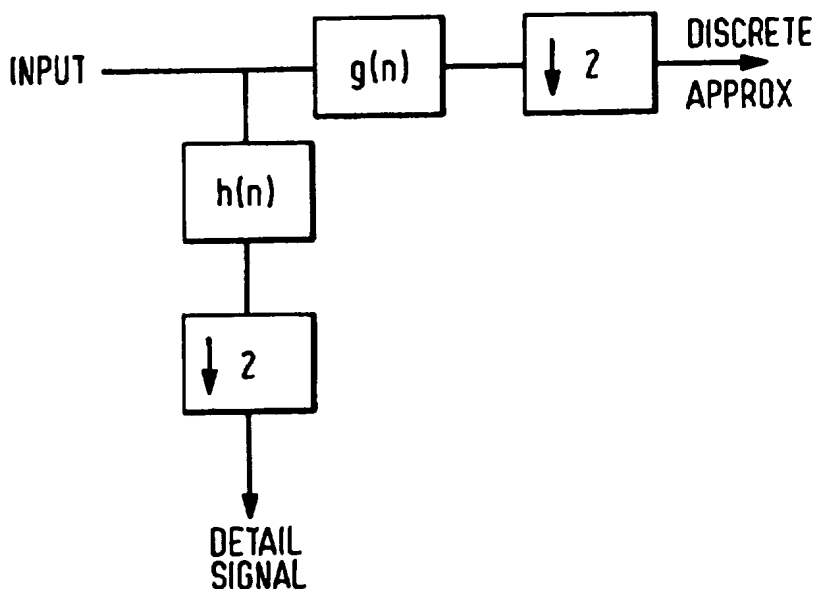 INPUT
g(n)
↓ 2
DISCRETE
APPROX
h(n)
↓ 2
DETAIL
SIGNAL